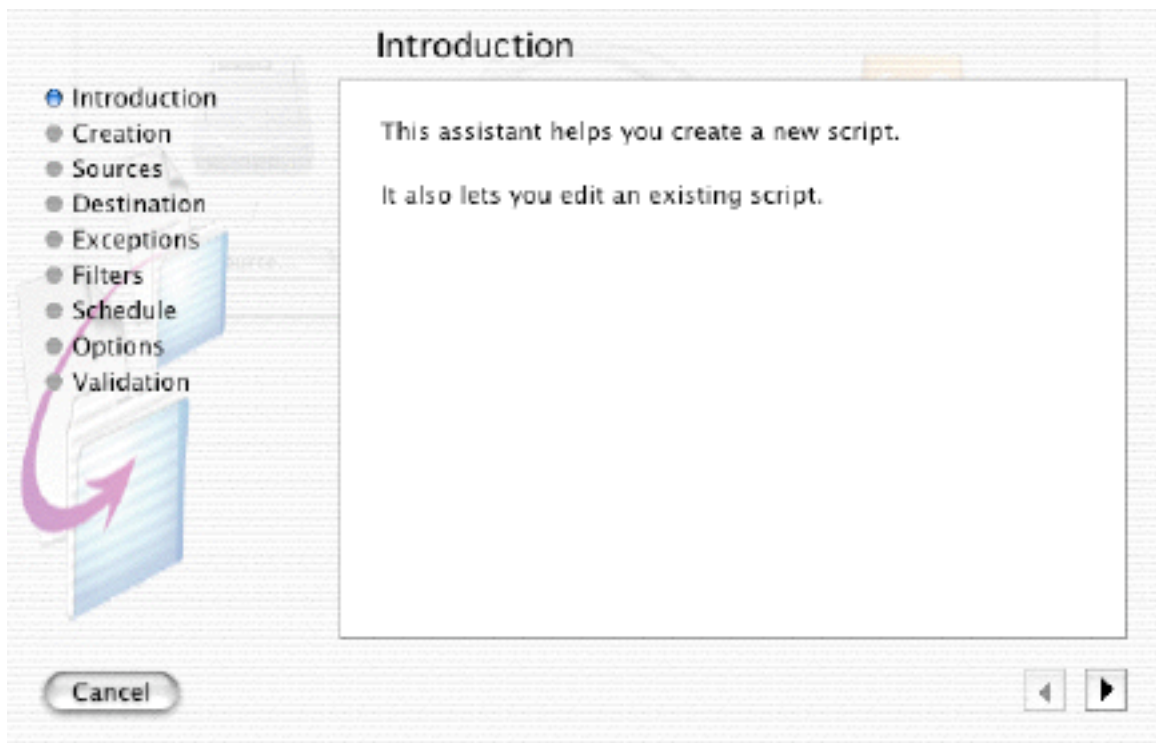 Introduction
Introduction
Creation
Sources
Destination
Exceptions
Filters
Schedule
Options
Validation
This assistant helps you create a new script.
It also lets you edit an existing script.
Cancel